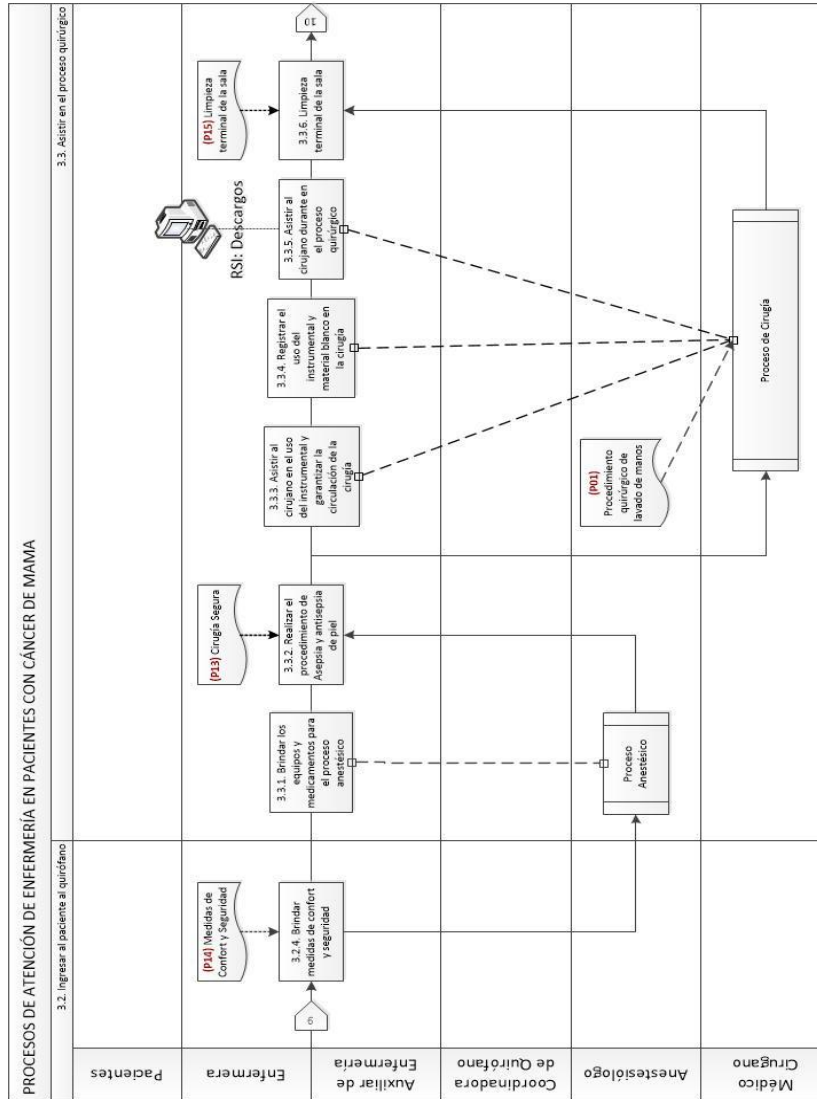 PROCESOS DE ATENCIÓN DE ENFERMERÍA EN PACIENTES CON CÁNCER DE MAMA
3.2. Ingresar al paciente al quirófano
3.3. Asistir en el proceso quirúrgico
Pacientes
Enfermera
Auxiliar de
Enfermería
Coordinadora
de Quirófano
Anestesiólogo
Médico
Cirugano
9
(P14) Medidas de
Confort y Seguridad
3.2.4. Brindar
medidas de confort
y seguridad
3.3.1. Brindar los
equipos y
medicamentos para
el proceso
anestésico
Proceso
Anestésico
(P13) Cirugía Segura
3.3.2. Realizar el
procedimiento de
Asepsia y antisepsia
de piel
3.3.3. Asistir al
cirujano en el uso
del instrumental y
garantizar la
circulación de la
cirugía
(P01)
Procedimiento
quirúrgico de
lavado de manos
3.3.4. Registrar el
uso del
instrumental y
material blanco en
la cirugía
RSI: Descargos
3.3.5. Asistir al
cirujano durante en
el proceso
quirúrgico
Proceso de Cirugía
(P15) Limpieza
terminal de la sala
3.3.6. Limpieza
terminal de la sala
10